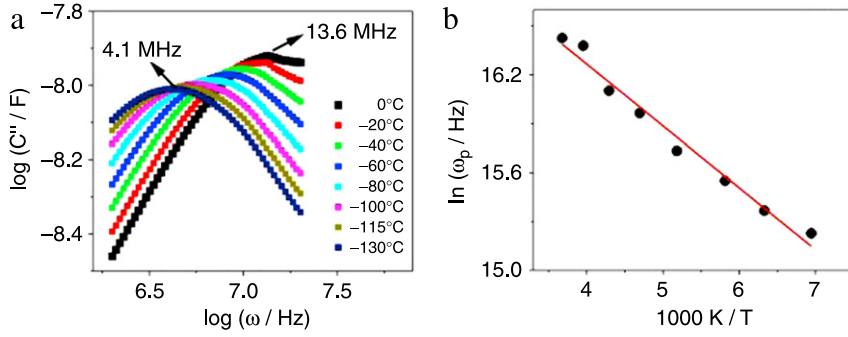 a
−7.8
−8.0
−8.2
−8.4
log (C" / F)
4.1 MHz
13.6 MHz
0°C
−20°C
−40°C
−60°C
−80°C
−100°C
−115°C
−130°C
6.5
7.0
7.5
log (ω / Hz)
b
16.2
15.6
15.0
ln (ωp / Hz)
4
5
6
7
1000 K / T